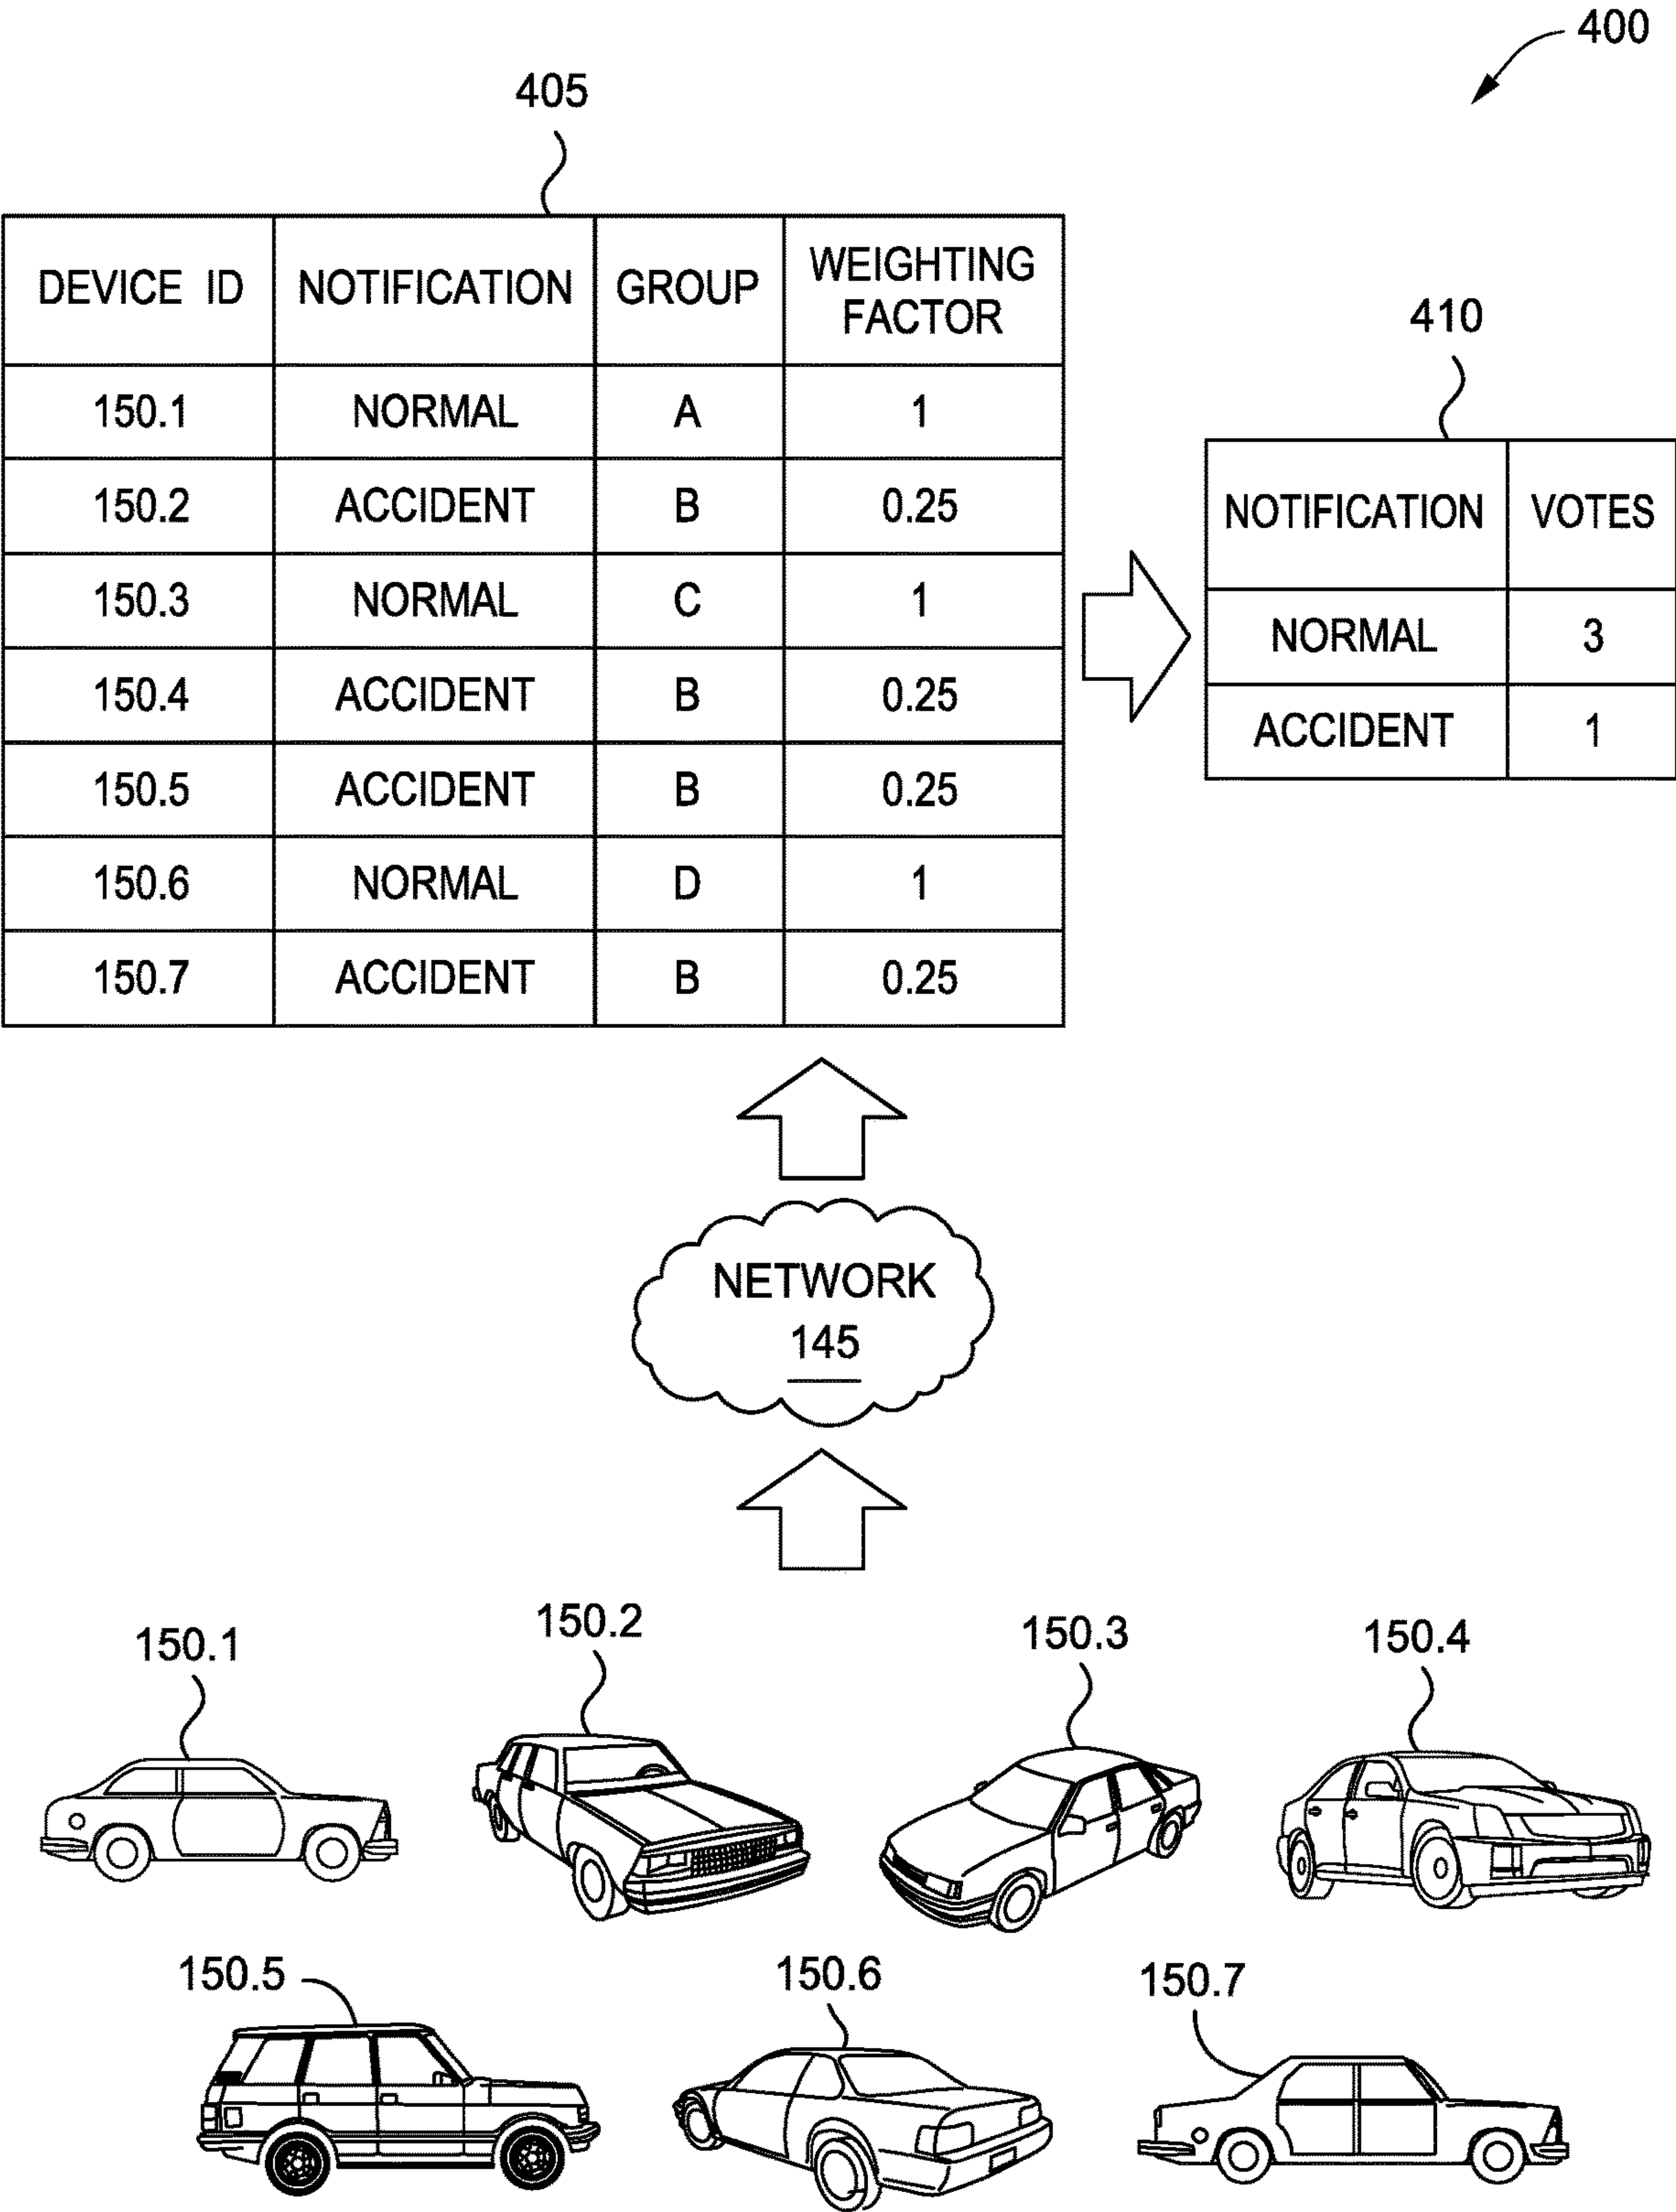 400
405
DEVICE ID NOTIFICATION GROUP WEIGHTING FACTOR
150.1 NORMAL A 1
150.2 ACCIDENT B 0.25
150.3 NORMAL C 1
150.4 ACCIDENT B 0.25
150.5 ACCIDENT B 0.25
150.6 NORMAL D 1
150.7 ACCIDENT B 0.25
410
NOTIFICATION VOTES
NORMAL 3
ACCIDENT 1
NETWORK
145
150.1 150.2 150.3 150.4
150.5 150.6 150.7